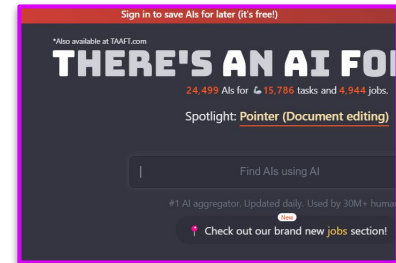 Sign in to save AIs for later (it's free!)
*Also available at TAAFT.com
THERE'S AN AI FO
24,499 AIs for 15,786 tasks and 4,944 jobs.
Spotlight: Pointer (Document editing)
Find AIs using AI
#1 AI aggregator. Updated daily. Used by 30M+ huma
New
Check out our brand new jobs section!